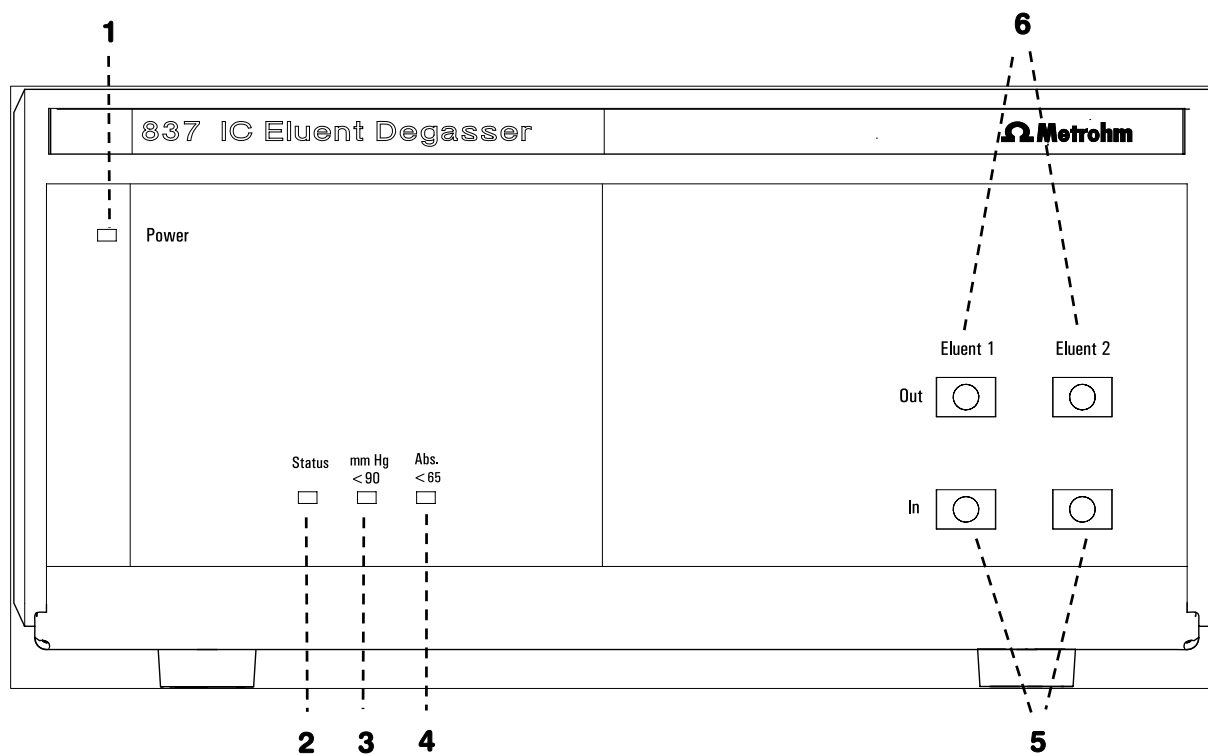 1
6
837 IC Eluent Degasser
Ω Metrohm
Power
Eluent 1
Eluent 2
Out
Status
mm Hg
<90
Abs.
<65
In
2
3
4
5